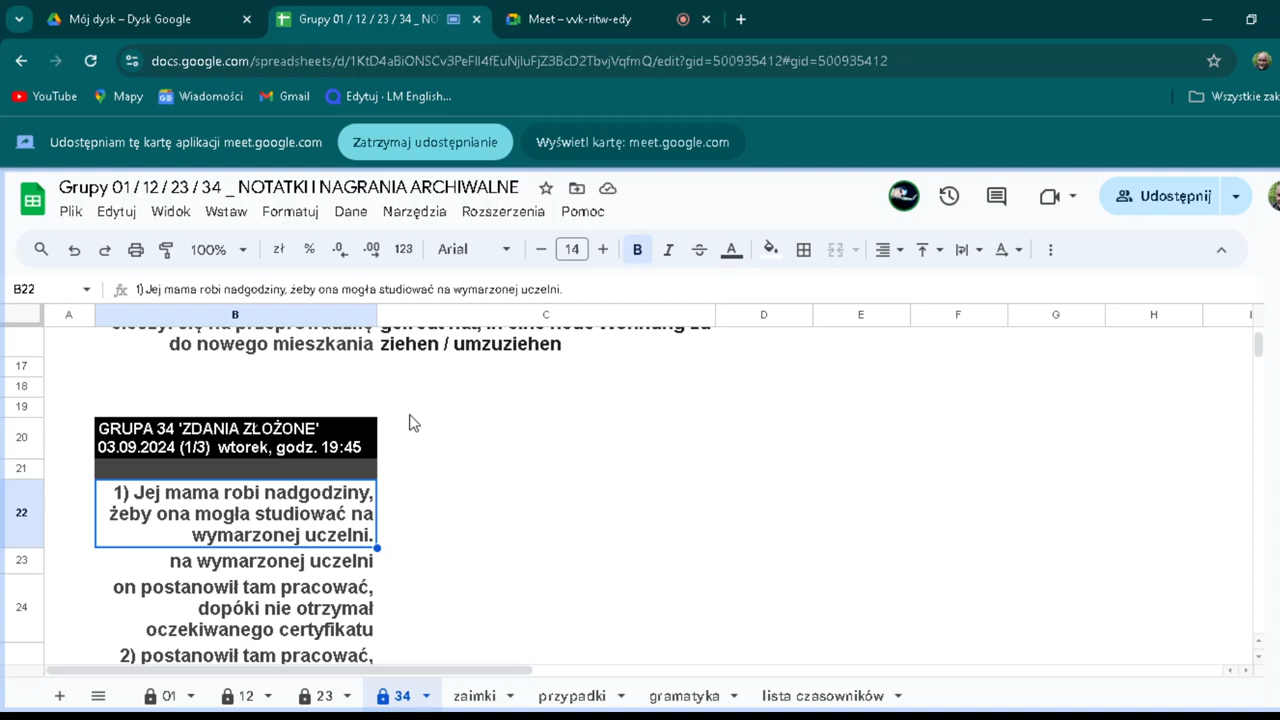 Mój dysk – Dysk Google
Grupy 01 / 12 / 23 / 34 _ NO
Meet – vvk-ritw-edy
docs.google.com/spreadsheets/d/1KtD4aBiONSCv3PeFlI4fEuNjluFjZ3BcD2TbvjVqfmQ/edit?gid=500935412#gid=500935412
YouTube Mapy Wiadomości Gmail Edytuj · LM English... Wszystkie zak
Udostępniam tę kartę aplikacji meet.google.com Zatrzymaj udostępnianie Wyświetl kartę: meet.google.com
Grupy 01 / 12 / 23 / 34 _ NOTATKI I NAGRANIA ARCHIWALNE
Udostępnij
Plik Edytuj Widok Wstaw Formatuj Dane Narzędzia Rozszerzenia Pomoc
100% zł % .0 .00 123 Arial 14 B I A
B22 fx 1) Jej mama robi nadgodziny, żeby ona mogła studiować na wymarzonej uczelni.
A B C D E F G H I
do nowego mieszkania ziehen / umzuziehen
17
18
19
20 GRUPA 34 'ZDANIA ZŁOŻONE'
03.09.2024 (1/3) wtorek, godz. 19:45
21
22 1) Jej mama robi nadgodziny,
żeby ona mogła studiować na
wymarzonej uczelni.
23 na wymarzonej uczelni
24 on postanowił tam pracować,
dopóki nie otrzymał
oczekiwanego certyfikatu
2) postanowił tam pracować,
01 12 23 34 zaimki przypadki gramatyka lista czasowników